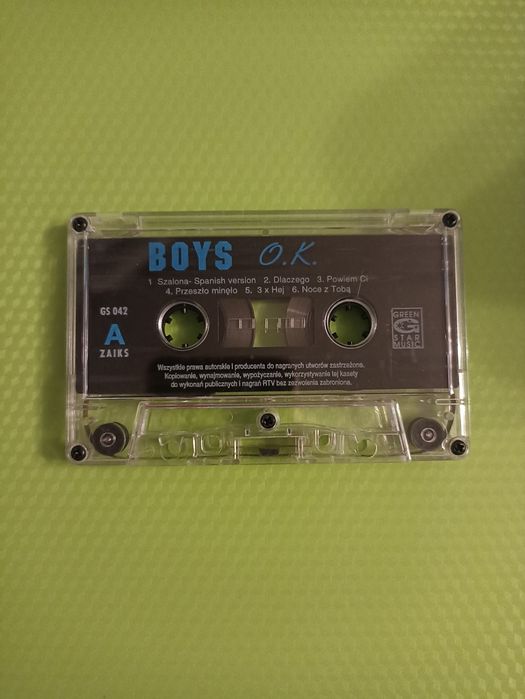 BOYS O.K.
1 Szalona- Spanish version 2. Dlaczego 3. Powiem Ci
4. Przeszło minęło 5. 3 x Hej 6. Noce z Tobą
GS 042
A
ZAIKS
GREEN
STAR
MUSIC
Wszystkie prawa autorskie i producenta do nagranych utworów zastrzeżone.
Kopiowanie, wynajmowanie, wypożyczanie, wykorzystywanie tej kasety
do wykonań publicznych i nagrań RTV bez zezwolenia zabronione.